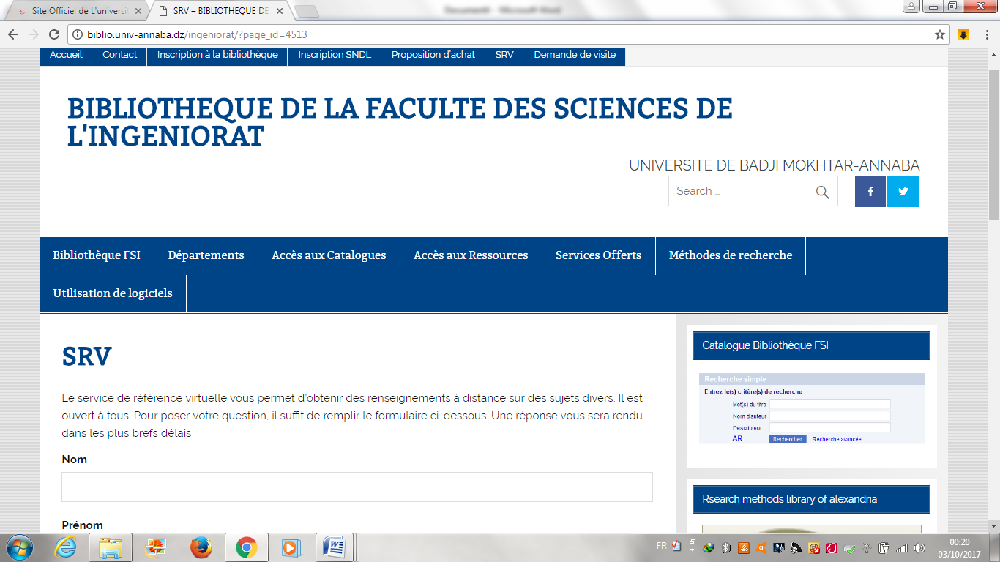 Document4 - Microsoft Word
Site Officiel de L'universit
SRV – BIBLIOTHEQUE DE
biblio.univ-annaba.dz/ingeniorat/?page_id=4513
Accueil
Contact
Inscription à la bibliothèque
Inscription SNDL
Proposition d'achat
SRV
Demande de visite
BIBLIOTHEQUE DE LA FACULTE DES SCIENCES DE
L'INGENIORAT
UNIVERSITE DE BADJI MOKHTAR-ANNABA
Search ...
Bibliothèque FSI
Départements
Accès aux Catalogues
Accès aux Ressources
Services Offerts
Méthodes de recherche
Utilisation de logiciels
SRV
Le service de référence virtuelle vous permet d'obtenir des renseignements à distance sur des sujets divers. Il est
ouvert à tous. Pour poser votre question, il suffit de remplir le formulaire ci-dessous. Une réponse vous sera rendu
dans les plus brefs délais
Nom
Prénom
Catalogue Bibliothèque FSI
Recherche simple
Entrez le(s) critère(s) de recherche
Mot(s) du titre
Nom d'auteur
Descripteur
AR
Rechercher
Recherche avancée
Rsearch methods library of alexandria
FR
00:20
03/10/2017